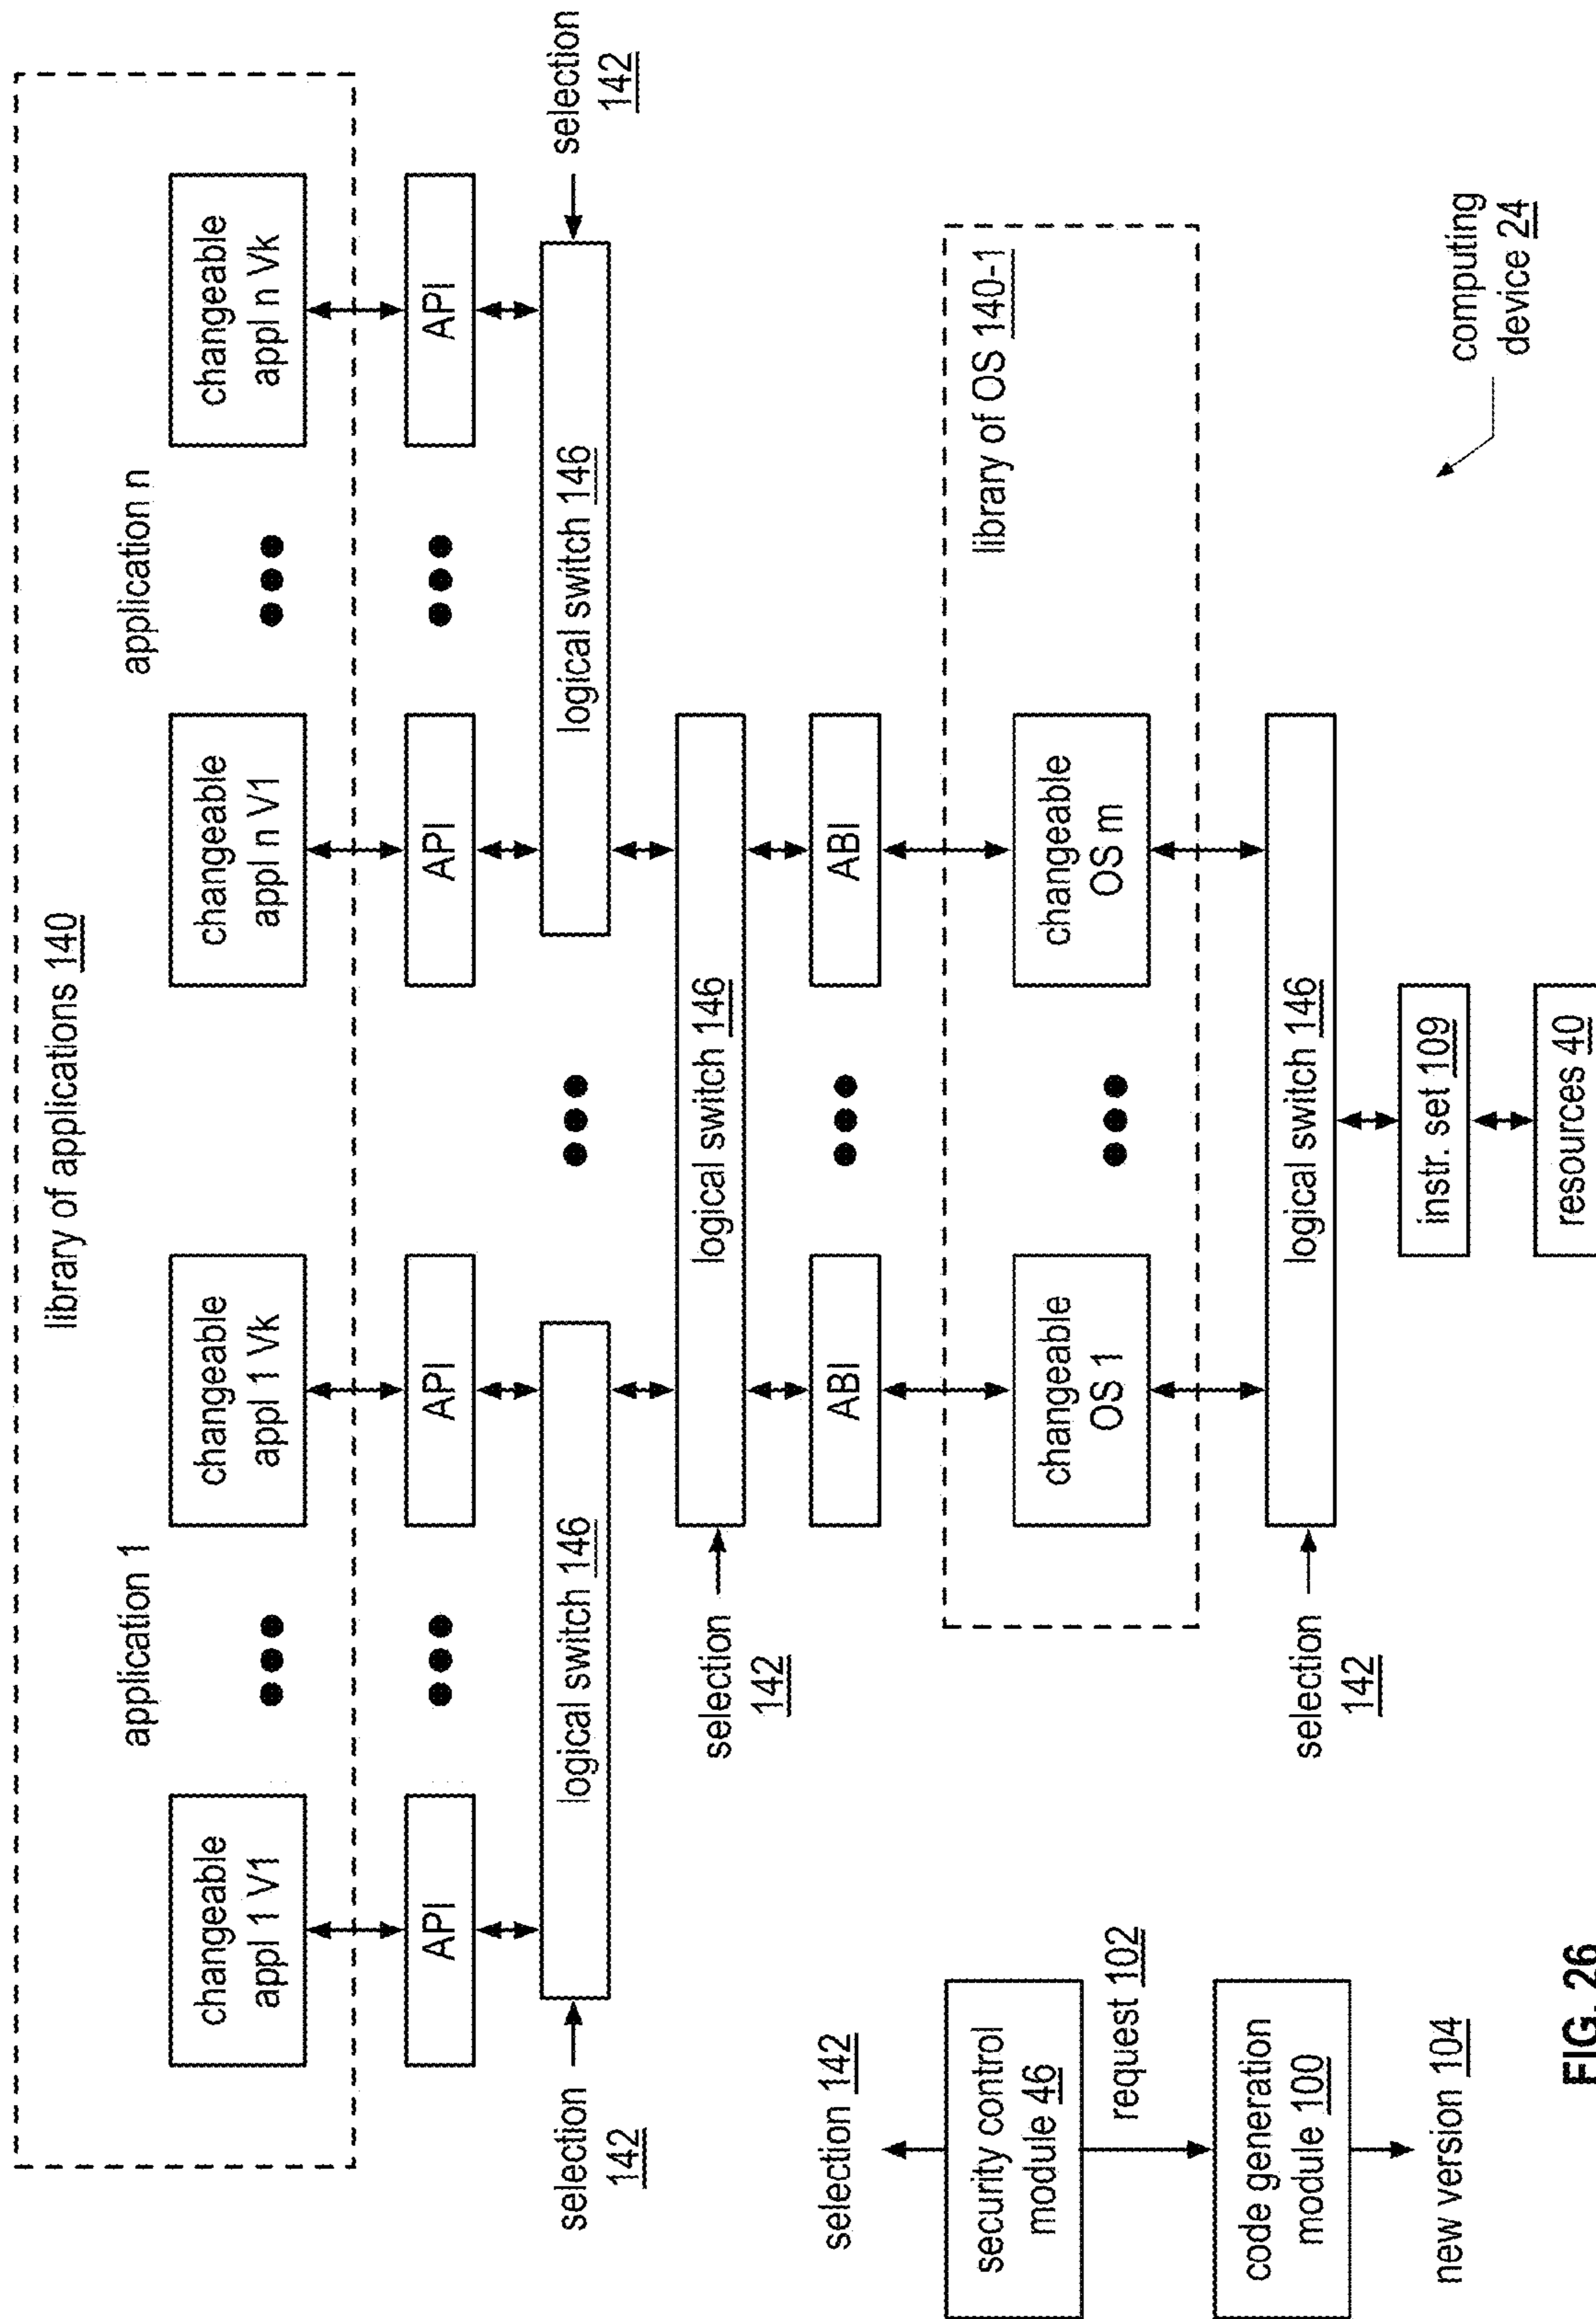 library of applications 140
application 1
application n
changeable
appl 1 V1
changeable
appl 1 Vk
changeable
appl n V1
changeable
appl n Vk
API
API
API
API
selection
142
logical switch 146
logical switch 146
selection
142
selection
142
logical switch 146
ABI
ABI
library of OS 140-1
changeable
OS 1
changeable
OS m
selection
142
logical switch 146
instr. set 109
resources 40
computing
device 24
selection 142
security control
module 46
request 102
code generation
module 100
new version 104
FIG. 26